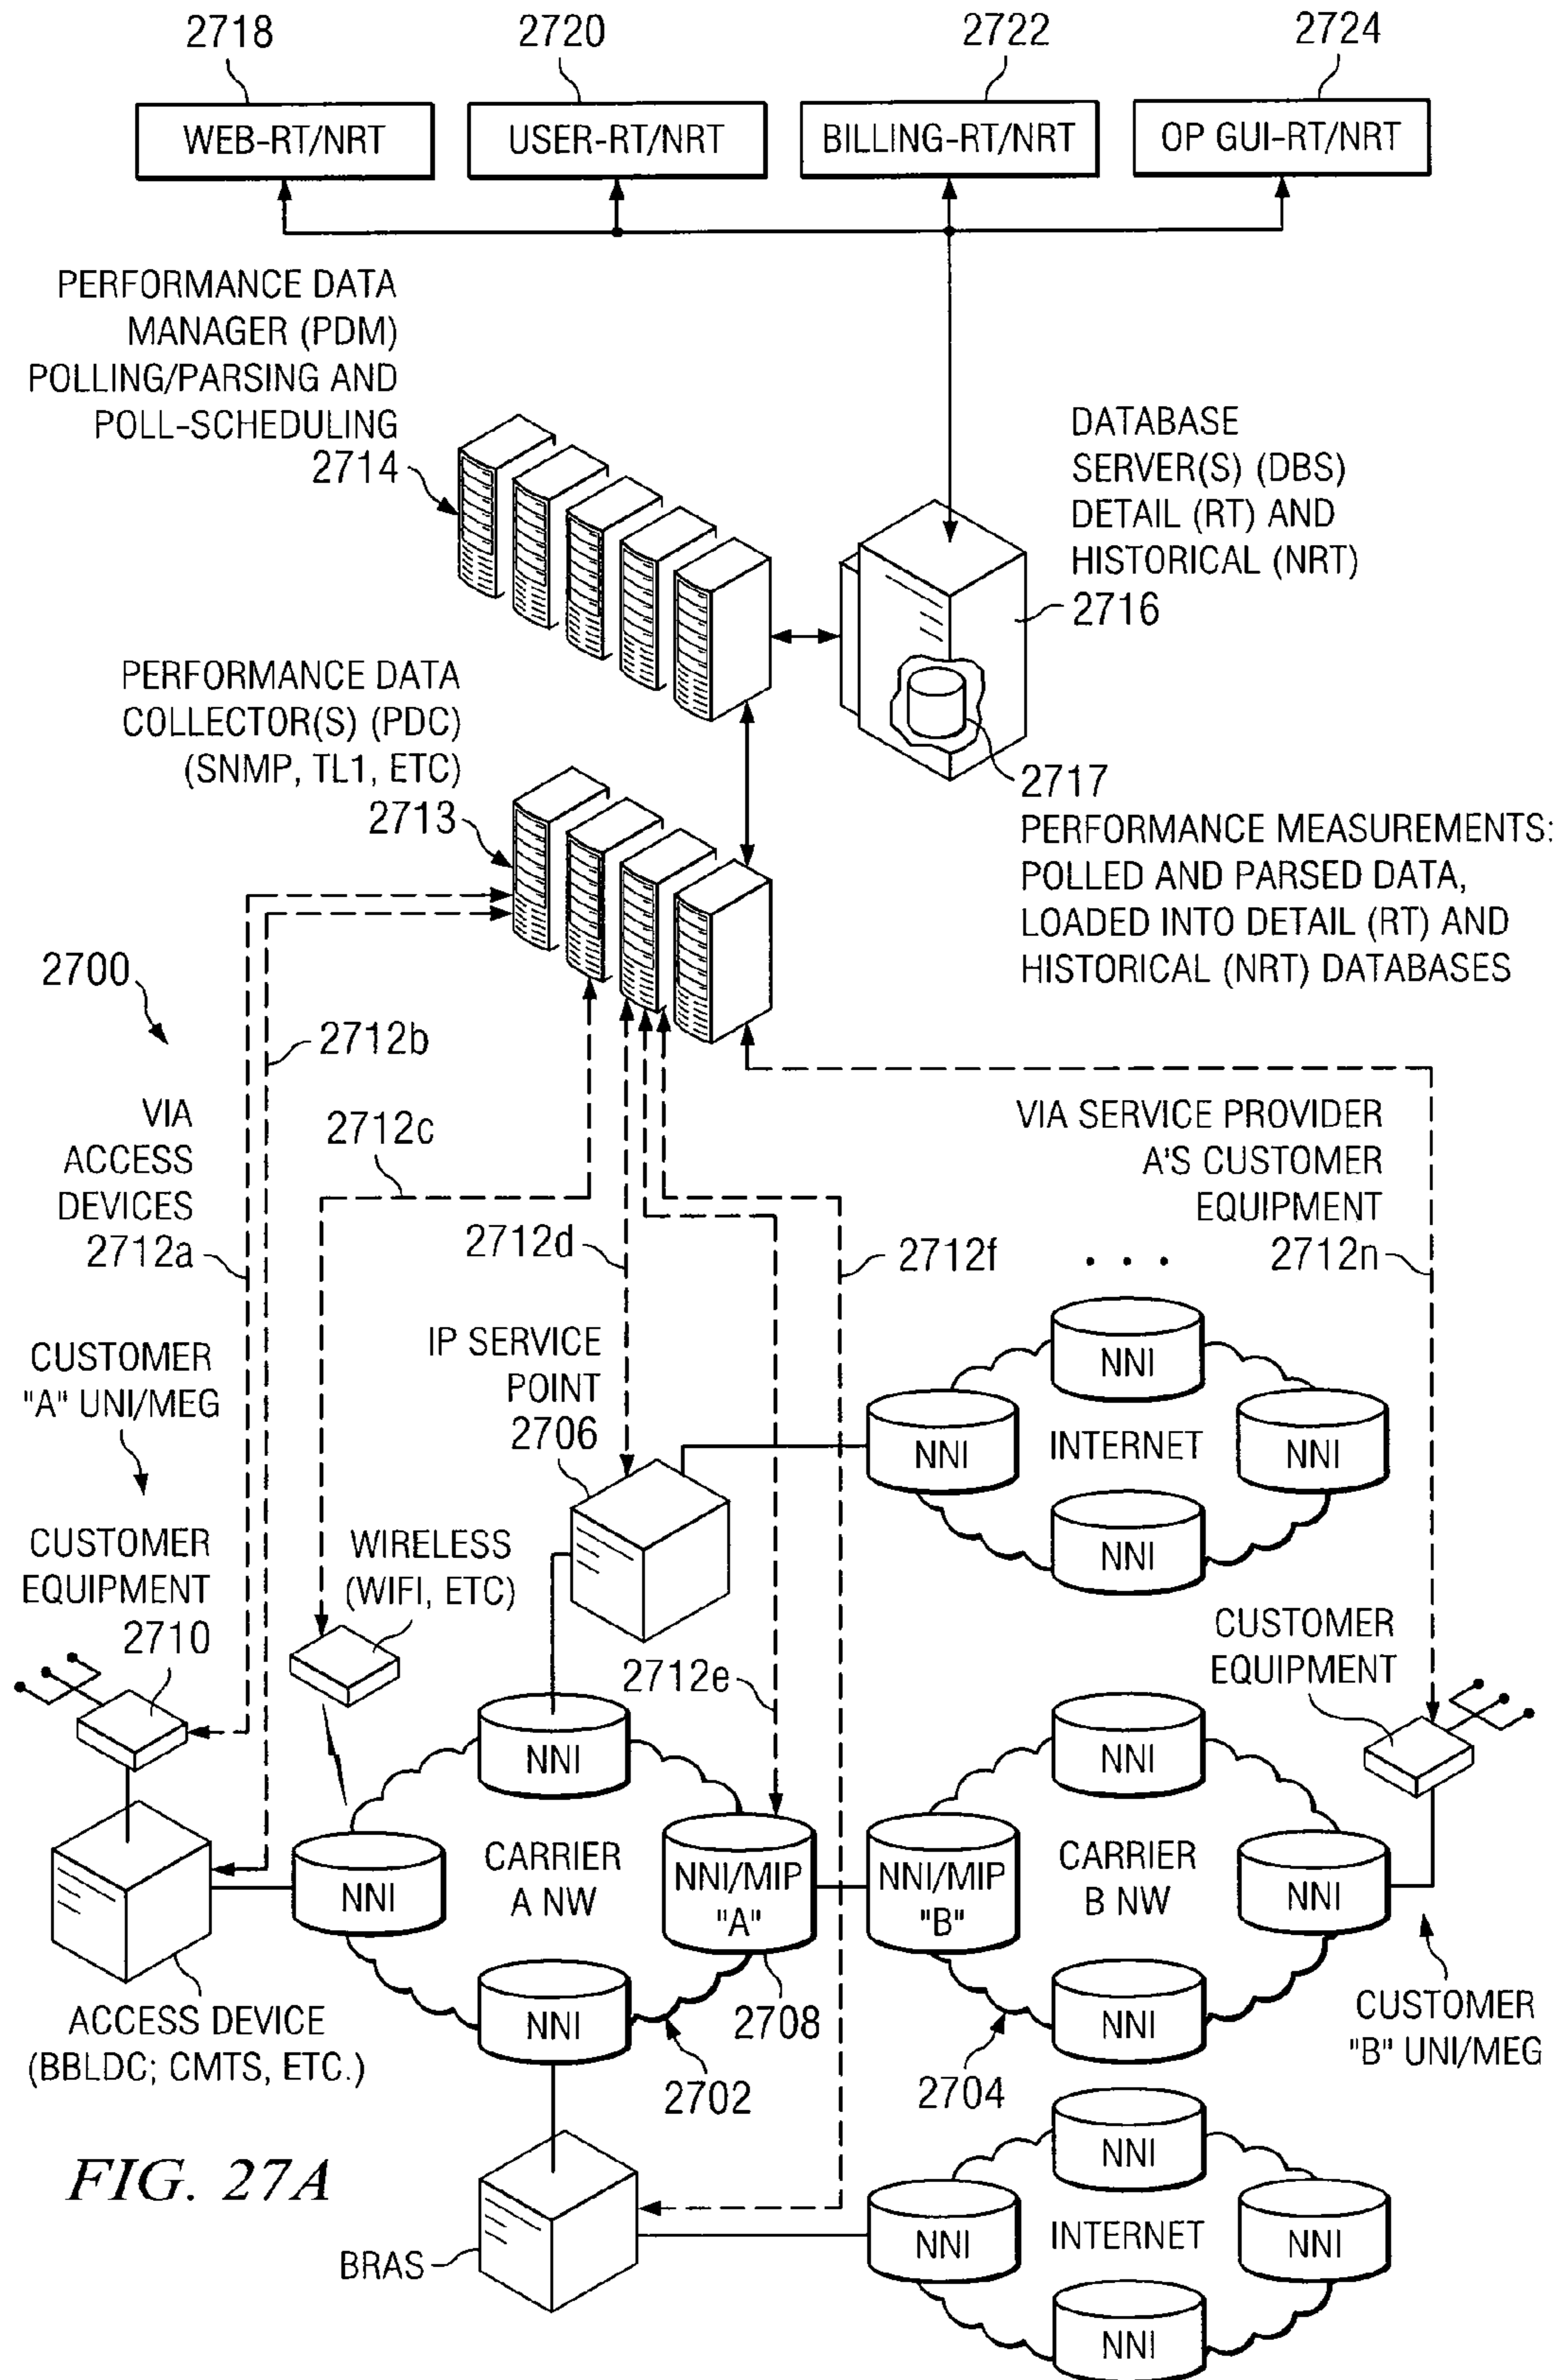 2718
2720
2722
2724
WEB-RT/NRT
USER-RT/NRT
BILLING-RT/NRT
OP GUI-RT/NRT
PERFORMANCE DATA
MANAGER (PDM)
POLLING/PARSING AND
POLL-SCHEDULING
2714
DATABASE
SERVER(S) (DBS)
DETAIL (RT) AND
HISTORICAL (NRT)
2716
PERFORMANCE DATA
COLLECTOR(S) (PDC)
(SNMP, TL1, ETC)
2713
2717
PERFORMANCE MEASUREMENTS:
POLLED AND PARSED DATA,
LOADED INTO DETAIL (RT) AND
HISTORICAL (NRT) DATABASES
2700
2712b
VIA
ACCESS
DEVICES
2712a
2712c
2712d
2712f
VIA SERVICE PROVIDER
A'S CUSTOMER
EQUIPMENT
2712n
. . .
CUSTOMER
"A" UNI/MEG
IP SERVICE
POINT
2706
NNI
NNI
INTERNET
NNI
NNI
CUSTOMER
EQUIPMENT
2710
WIRELESS
(WIFI, ETC)
2712e
CUSTOMER
EQUIPMENT
NNI
NNI
CARRIER
A NW
NNI/MIP
"A"
NNI
2708
2702
NNI
NNI/MIP
"B"
CARRIER
B NW
NNI
NNI
2704
ACCESS DEVICE
(BBLDC; CMTS, ETC.)
CUSTOMER
"B" UNI/MEG
BRAS
NNI
NNI
INTERNET
NNI
NNI
FIG. 27A